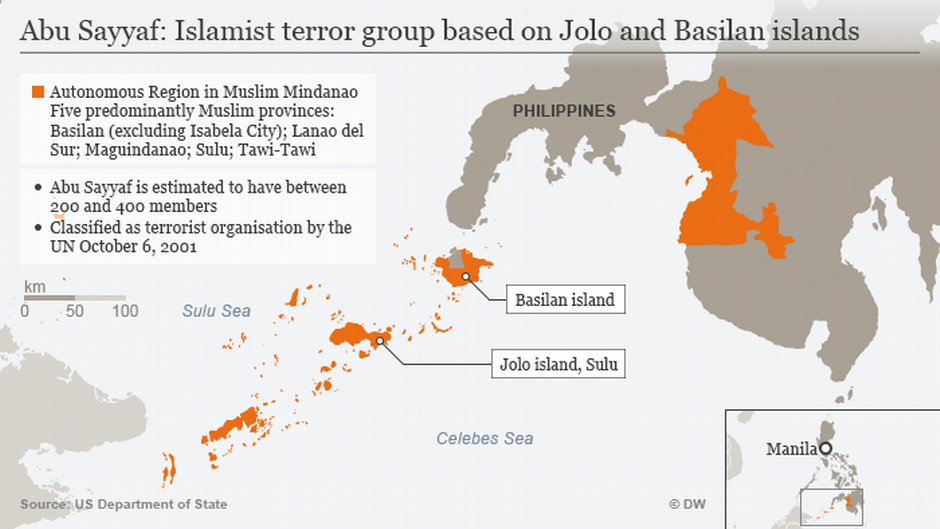 Abu Sayyaf: Islamist terror group based on Jolo and Basilan islands
Autonomous Region in Muslim Mindanao
Five predominantly Muslim provinces:
Basilan (excluding Isabela City); Lanao del
Sur; Maguindanao; Sulu; Tawi-Tawi
• Abu Sayyaf is estimated to have between
200 and 400 members
• Classified as terrorist organisation by the
UN October 6, 2001
km
0 50 100
PHILIPPINES
Sulu Sea
Basilan island
Jolo island, Sulu
Celebes Sea
Manila
Source: US Department of State
© DW